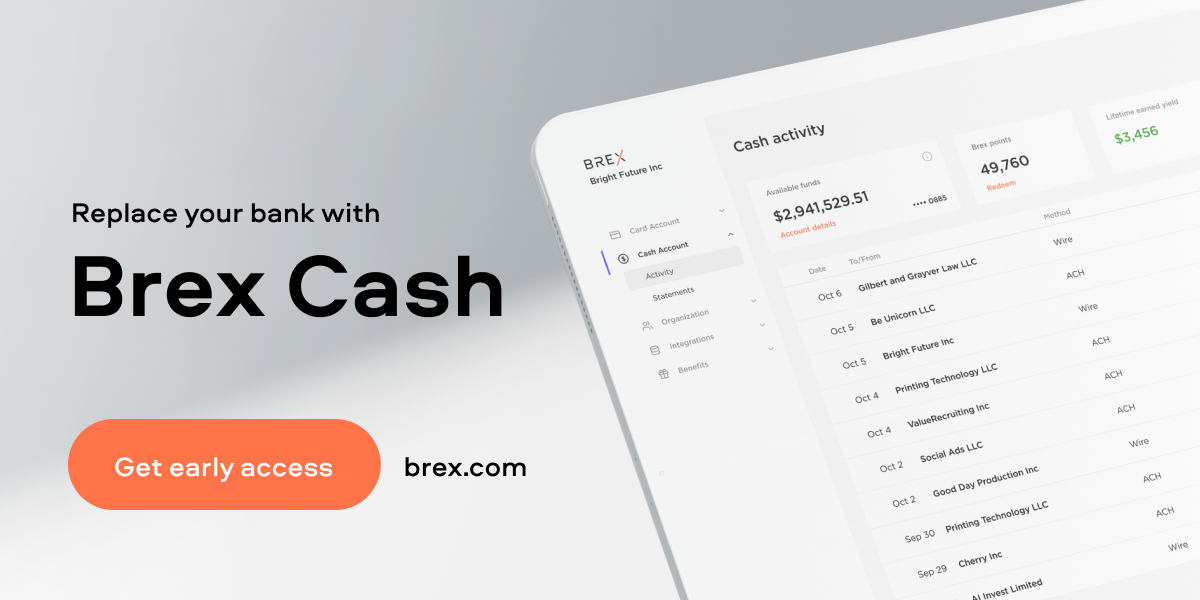 Replace your bank with
Brex Cash
Get early access
brex.com
BREX
Bright Future Inc
Card Account
Cash Account
Activity
Statements
Organization
Integrations
Benefits
Cash activity
Available funds
$2,941,529.51
•••• 0885
Account details
Brex points
49,760
Redeem
Lifetime earned yield
$3,456
Date To/From Method
Oct 6 Gilbert and Grayver Law LLC Wire
Oct 5 Be Unicorn LLC ACH
Oct 5 Bright Future Inc Wire
Oct 4 Printing Technology LLC ACH
Oct 4 ValueRecruiting Inc ACH
Oct 2 Social Ads LLC ACH
Oct 2 Good Day Production Inc Wire
Sep 30 Printing Technology LLC ACH
Sep 29 Cherry Inc ACH
AI Invest Limited Wire